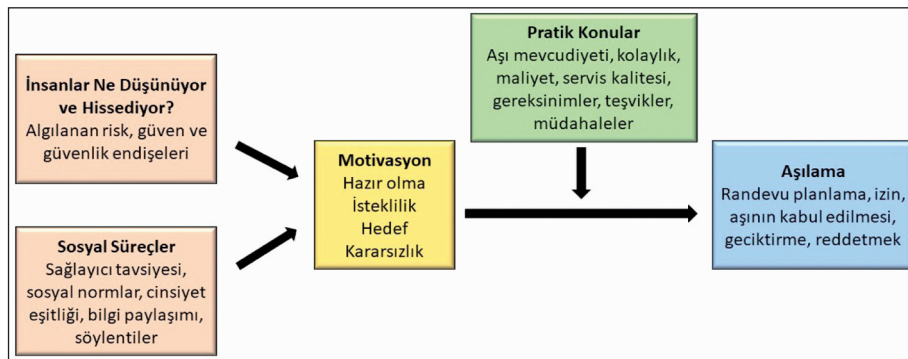 İnsanlar Ne Düşünüyor
ve Hissediyor?
Algılanan risk, güven ve
güvenlik endişeleri
Sosyal Süreçler
Sağlayıcı tavsiyesi,
sosyal normlar, cinsiyet
eşitliği, bilgi paylaşımı,
söylentiler
Motivasyon
Hazır olma
İsteklilik
Hedef
Kararsızlık
Pratik Konular
Aşı mevcudiyeti, kolaylık,
maliyet, servis kalitesi,
gereksinimler, teşvikler,
müdahaleler
Aşılama
Randevu planlama, izin,
aşının kabul edilmesi,
geciktirme, reddetmek